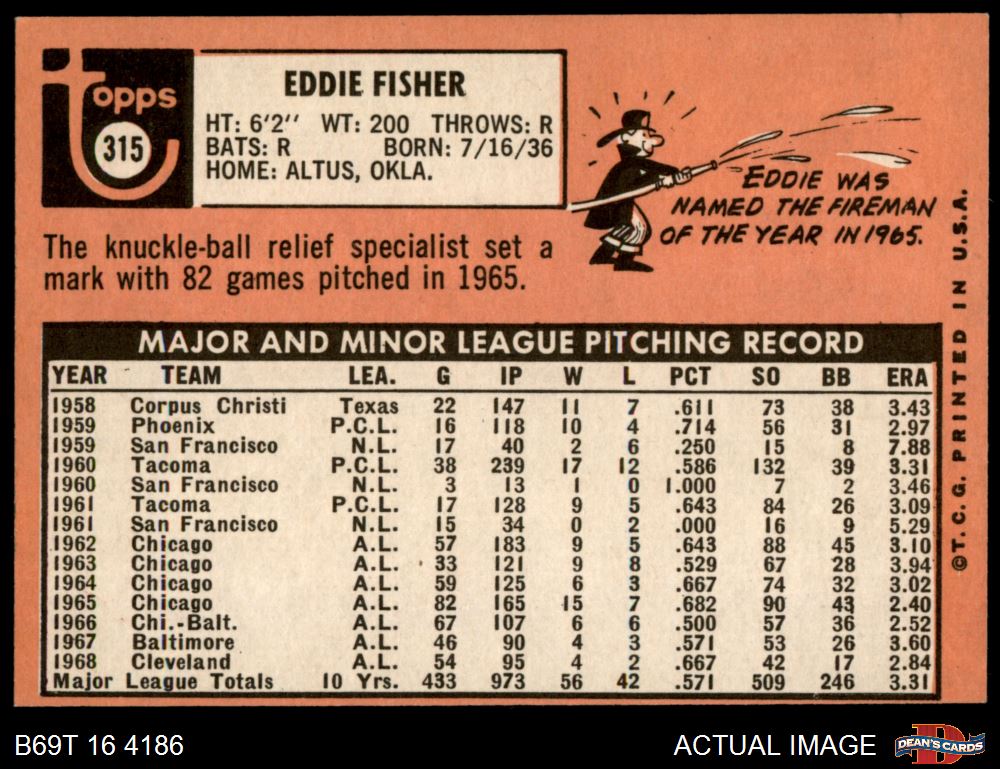 Topps
315
EDDIE FISHER
HT: 6'2" WT: 200 THROWS: R
BATS: R BORN: 7/16/36
HOME: ALTUS, OKLA.
EDDIE WAS
NAMED THE FIREMAN
OF THE YEAR IN 1965.
The knuckle-ball relief specialist set a
mark with 82 games pitched in 1965.
MAJOR AND MINOR LEAGUE PITCHING RECORD
YEAR TEAM LEA. G IP W L PCT SO BB ERA
1958 Corpus Christi Texas 22 147 11 7 .611 73 38 3.43
1959 Phoenix P.C.L. 16 118 10 4 .714 56 31 2.97
1959 San Francisco N.L. 17 40 2 6 .250 15 8 7.88
1960 Tacoma P.C.L. 38 239 17 12 .586 132 39 3.31
1960 San Francisco N.L. 3 13 1 0 1.000 7 2 3.46
1961 Tacoma P.C.L. 17 128 9 5 .643 84 26 3.09
1961 San Francisco N.L. 15 34 0 2 .000 16 9 5.29
1962 Chicago A.L. 57 183 9 5 .643 88 45 3.10
1963 Chicago A.L. 33 121 9 8 .529 67 28 3.94
1964 Chicago A.L. 59 125 6 3 .667 74 32 3.02
1965 Chicago A.L. 82 165 15 7 .682 90 43 2.40
1966 Chi.-Balt. A.L. 67 107 6 6 .500 57 36 2.52
1967 Baltimore A.L. 46 90 4 3 .571 53 26 3.60
1968 Cleveland A.L. 54 95 4 2 .667 42 17 2.84
Major League Totals 10 Yrs. 433 973 56 42 .571 509 246 3.31
© T. C. G. PRINTED IN U.S.A.
B69T 16 4186
ACTUAL IMAGE
DEAN'S CARDS